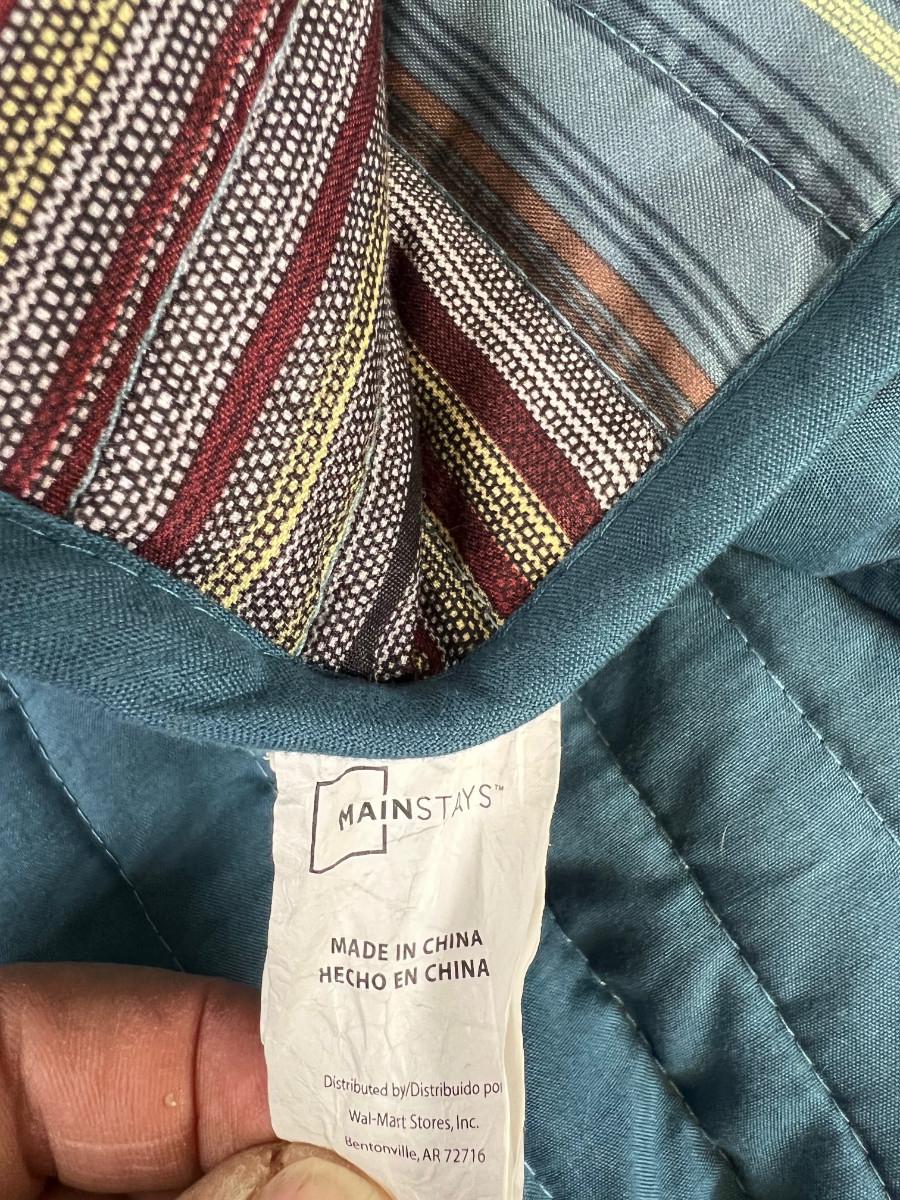 MAINSTAYS™
MADE IN CHINA
HECHO EN CHINA
Distributed by/Distribuido por
Wal-Mart Stores, Inc.
Bentonville, AR 72716